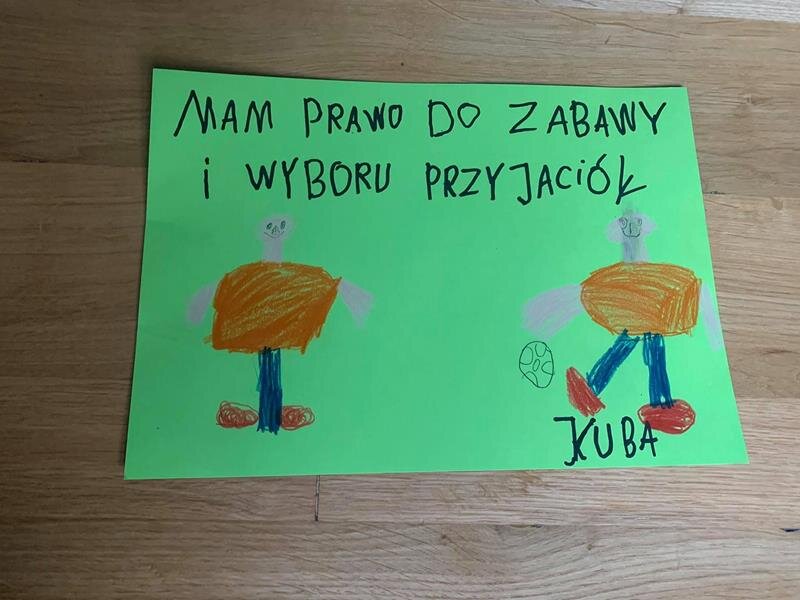 MAM PRAWO DO ZABAWY
i WYBORU PRZYJACIÓŁ
KUBA